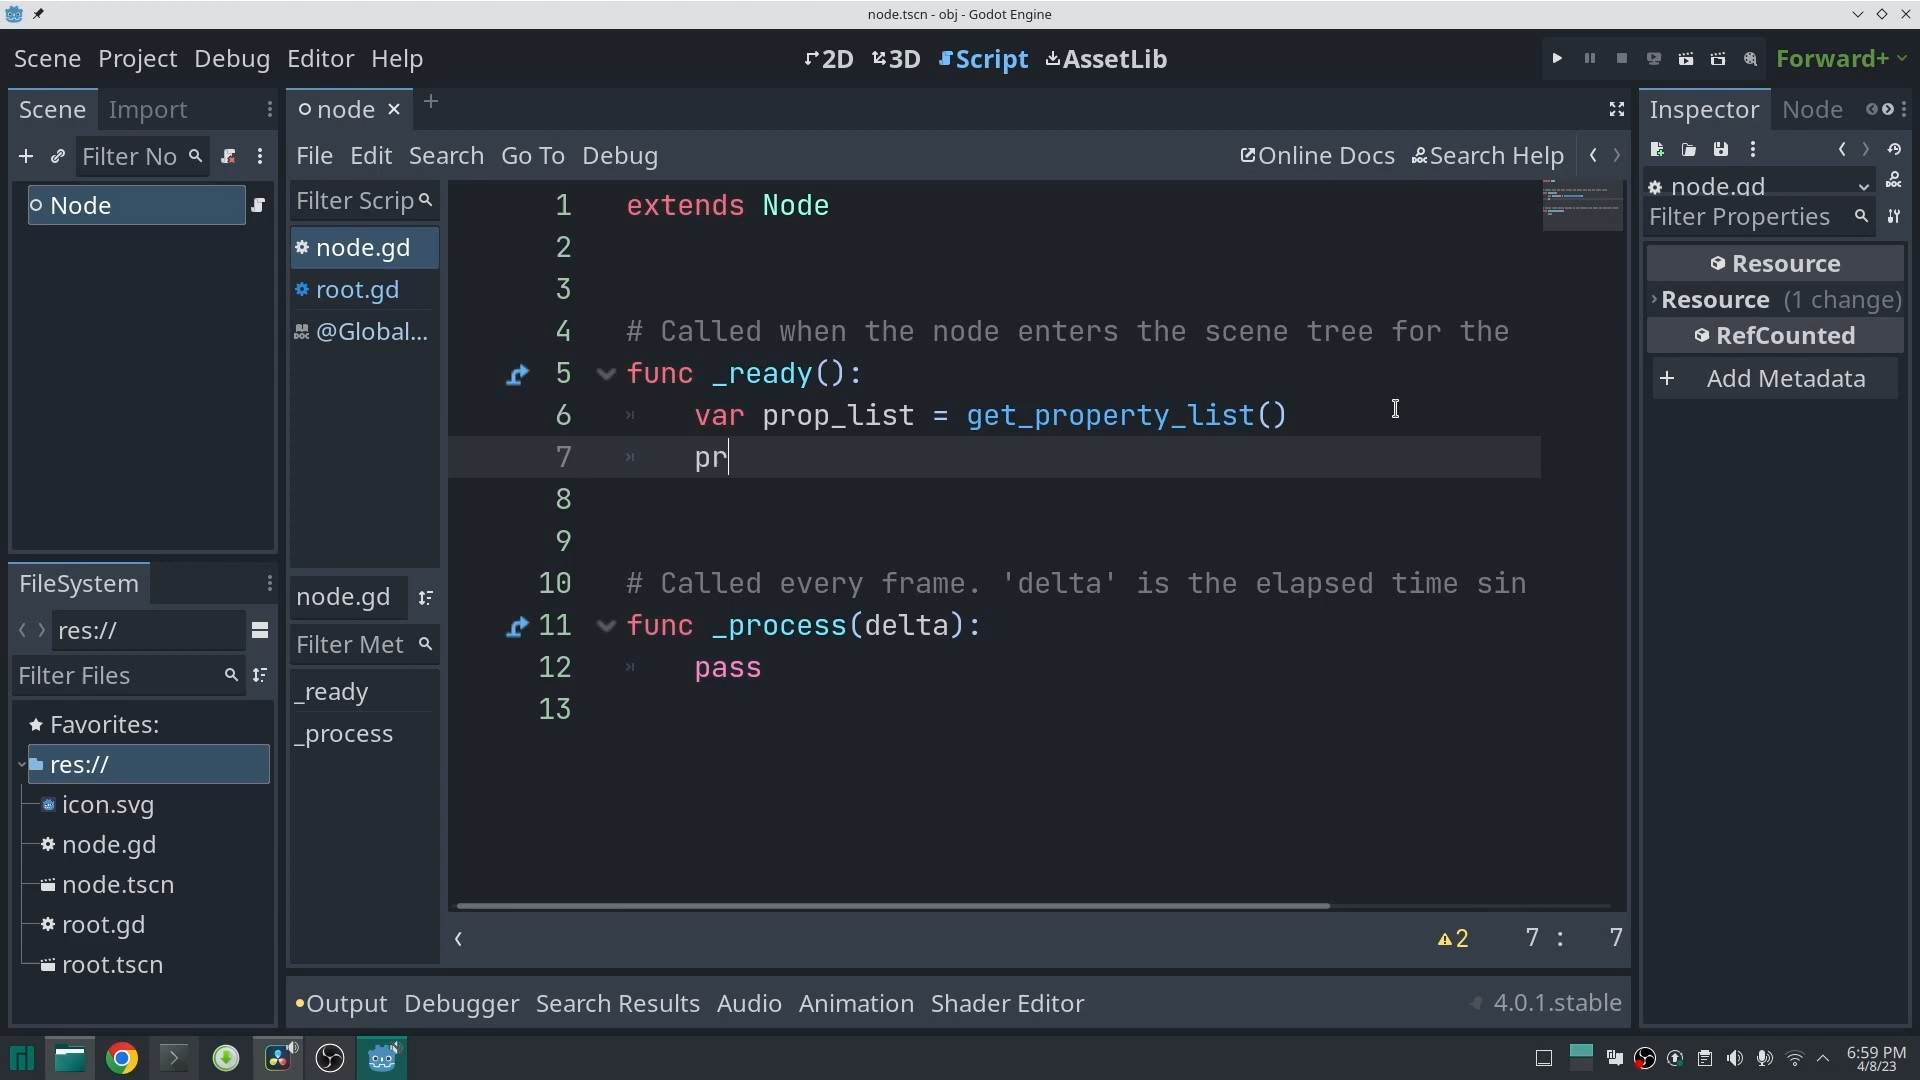 node.tscn - obj - Godot Engine
Scene Project Debug Editor Help
2D 3D Script AssetLib
Forward+
Scene Import
node
Inspector Node
Filter No
File Edit Search Go To Debug
Online Docs Search Help
node.gd
Filter Properties
Node
Filter Scrip
node.gd
root.gd
@Global...
1 extends Node
2
3
4 # Called when the node enters the scene tree for the
5 func _ready():
6 var prop_list = get_property_list()
7 pr
8
9
10 # Called every frame. 'delta' is the elapsed time sin
11 func _process(delta):
12 pass
13
Resource
Resource (1 change)
RefCounted
+ Add Metadata
FileSystem
res://
Filter Files
Favorites:
res://
icon.svg
node.gd
node.tscn
root.gd
root.tscn
node.gd
Filter Met
_ready
_process
2 7 : 7
Output Debugger Search Results Audio Animation Shader Editor
4.0.1.stable
6:59 PM
4/8/23